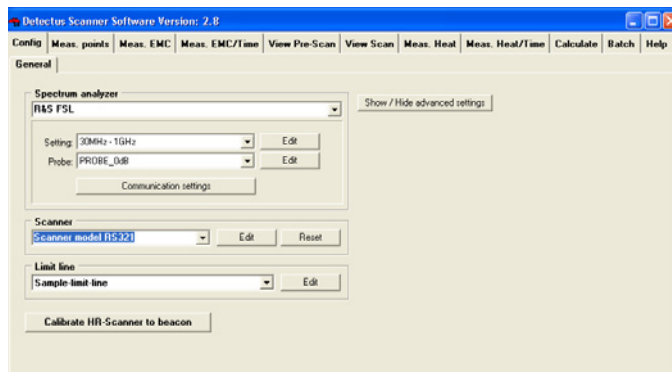 Detectus Scanner Software Version: 2.8
Config Meas. points Meas. EMC Meas. EMC/Time View Pre-Scan View Scan Meas. Heat Meas. Heat/Time Calculate Batch Help
General
Spectrum analyzer
R&S FSL
Show / Hide advanced settings
Setting: 30MHz - 1GHz Edit
Probe: PROBE_0dB Edit
Communication settings
Scanner
Scanner model RS321 Edit Reset
Limit line
Sample-limit-line Edit
Calibrate HR-Scanner to beacon